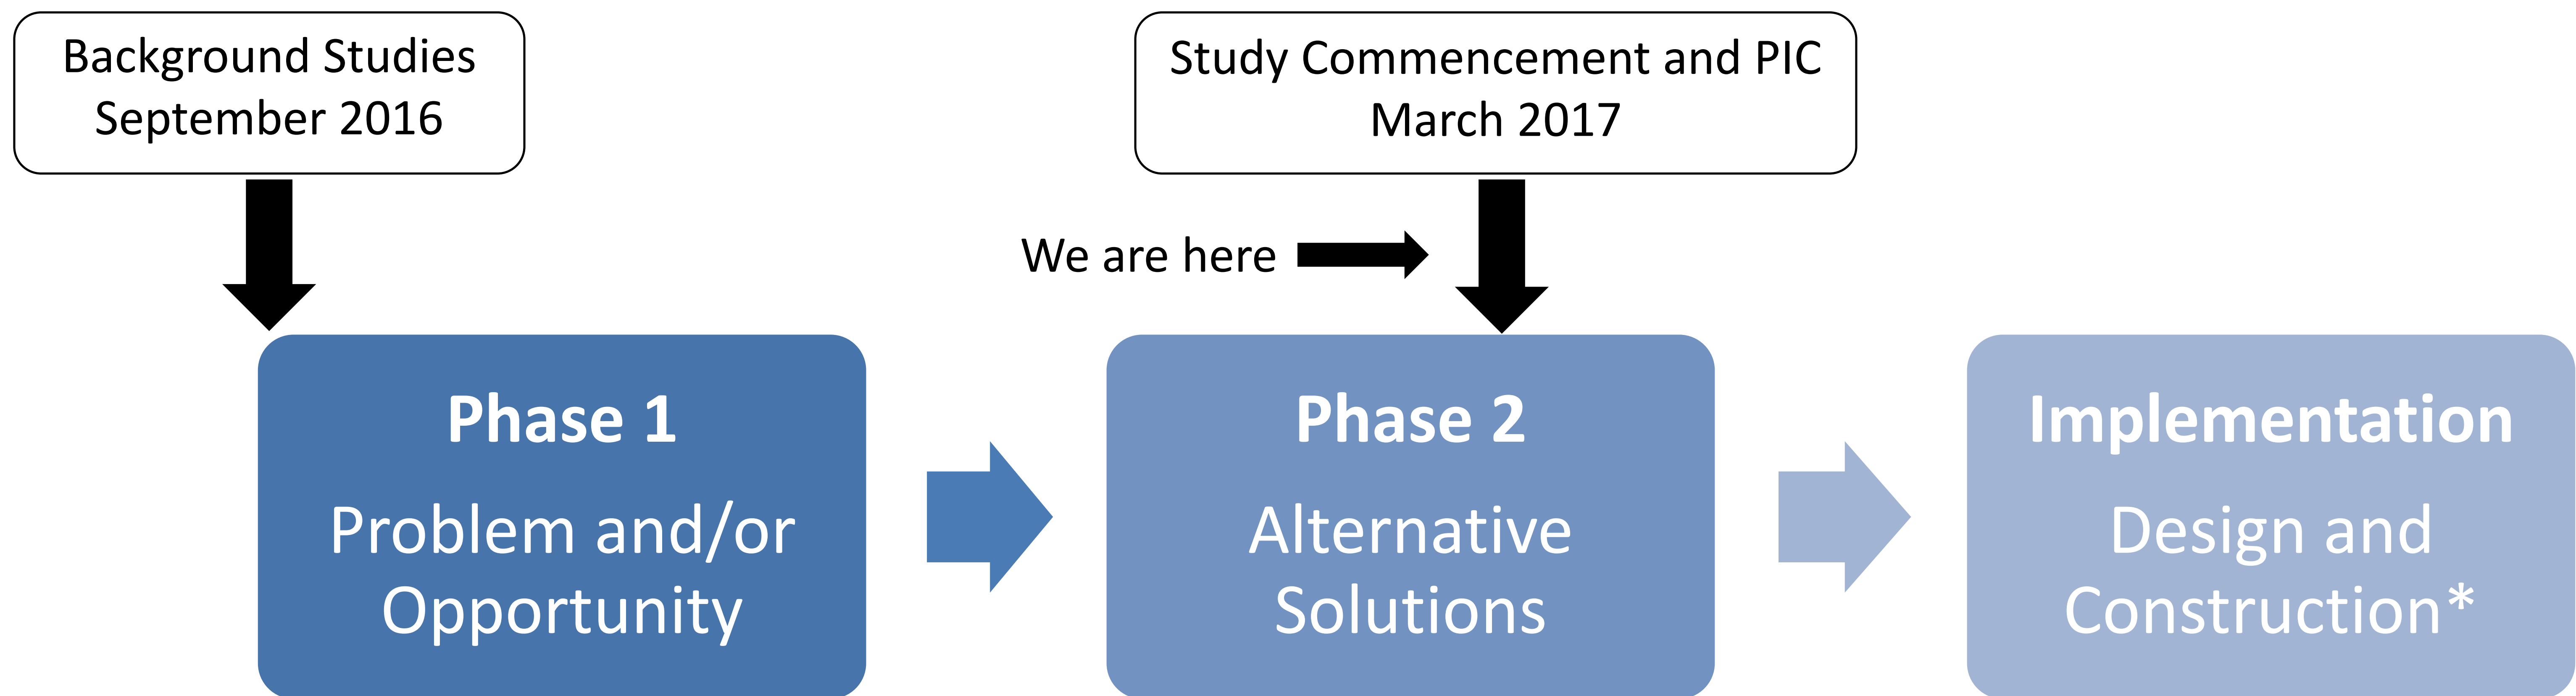 Background Studies
September 2016
Study Commencement and PIC
March 2017
We are here
Phase 1
Problem and/or
Opportunity
Phase 2
Alternative
Solutions
Implementation
Design and
Construction*